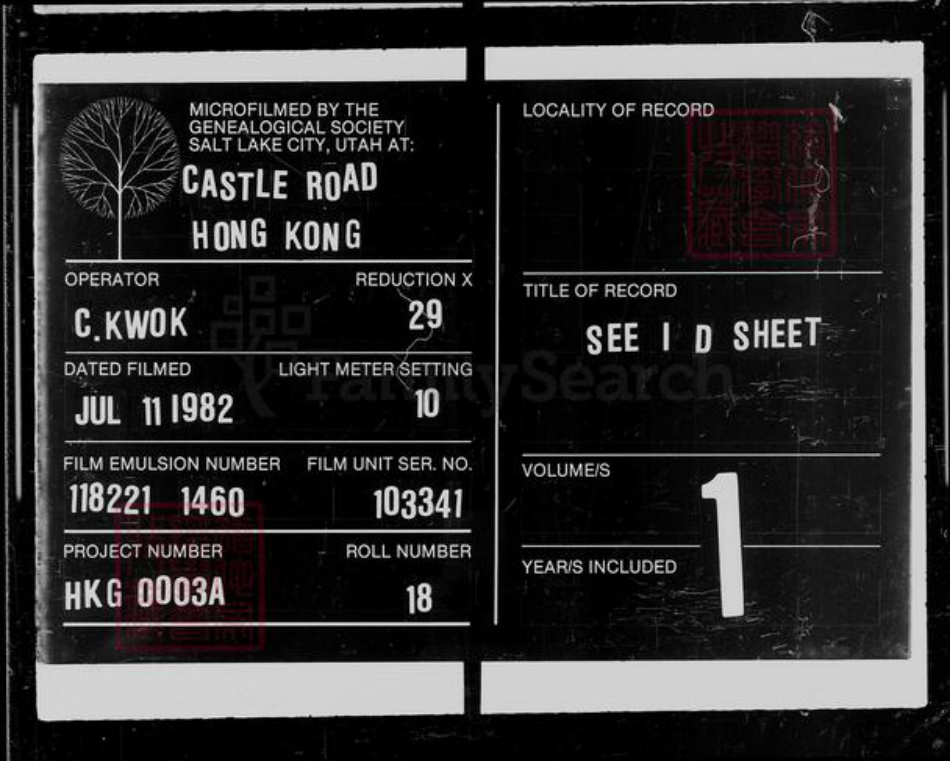 MICROFILMED BY THE
GENEALOGICAL SOCIETY
SALT LAKE CITY, UTAH AT:
CASTLE ROAD
HONG KONG
OPERATOR REDUCTION X
C. KWOK 29
DATED FILMED LIGHT METER SETTING
JUL 11 1982 10
FILM EMULSION NUMBER FILM UNIT SER. NO.
118221 1460 103341
PROJECT NUMBER ROLL NUMBER
HKG 0003A 18
LOCALITY OF RECORD
TITLE OF RECORD
SEE I D SHEET
VOLUME/S
1
YEAR/S INCLUDED
FamilySearch